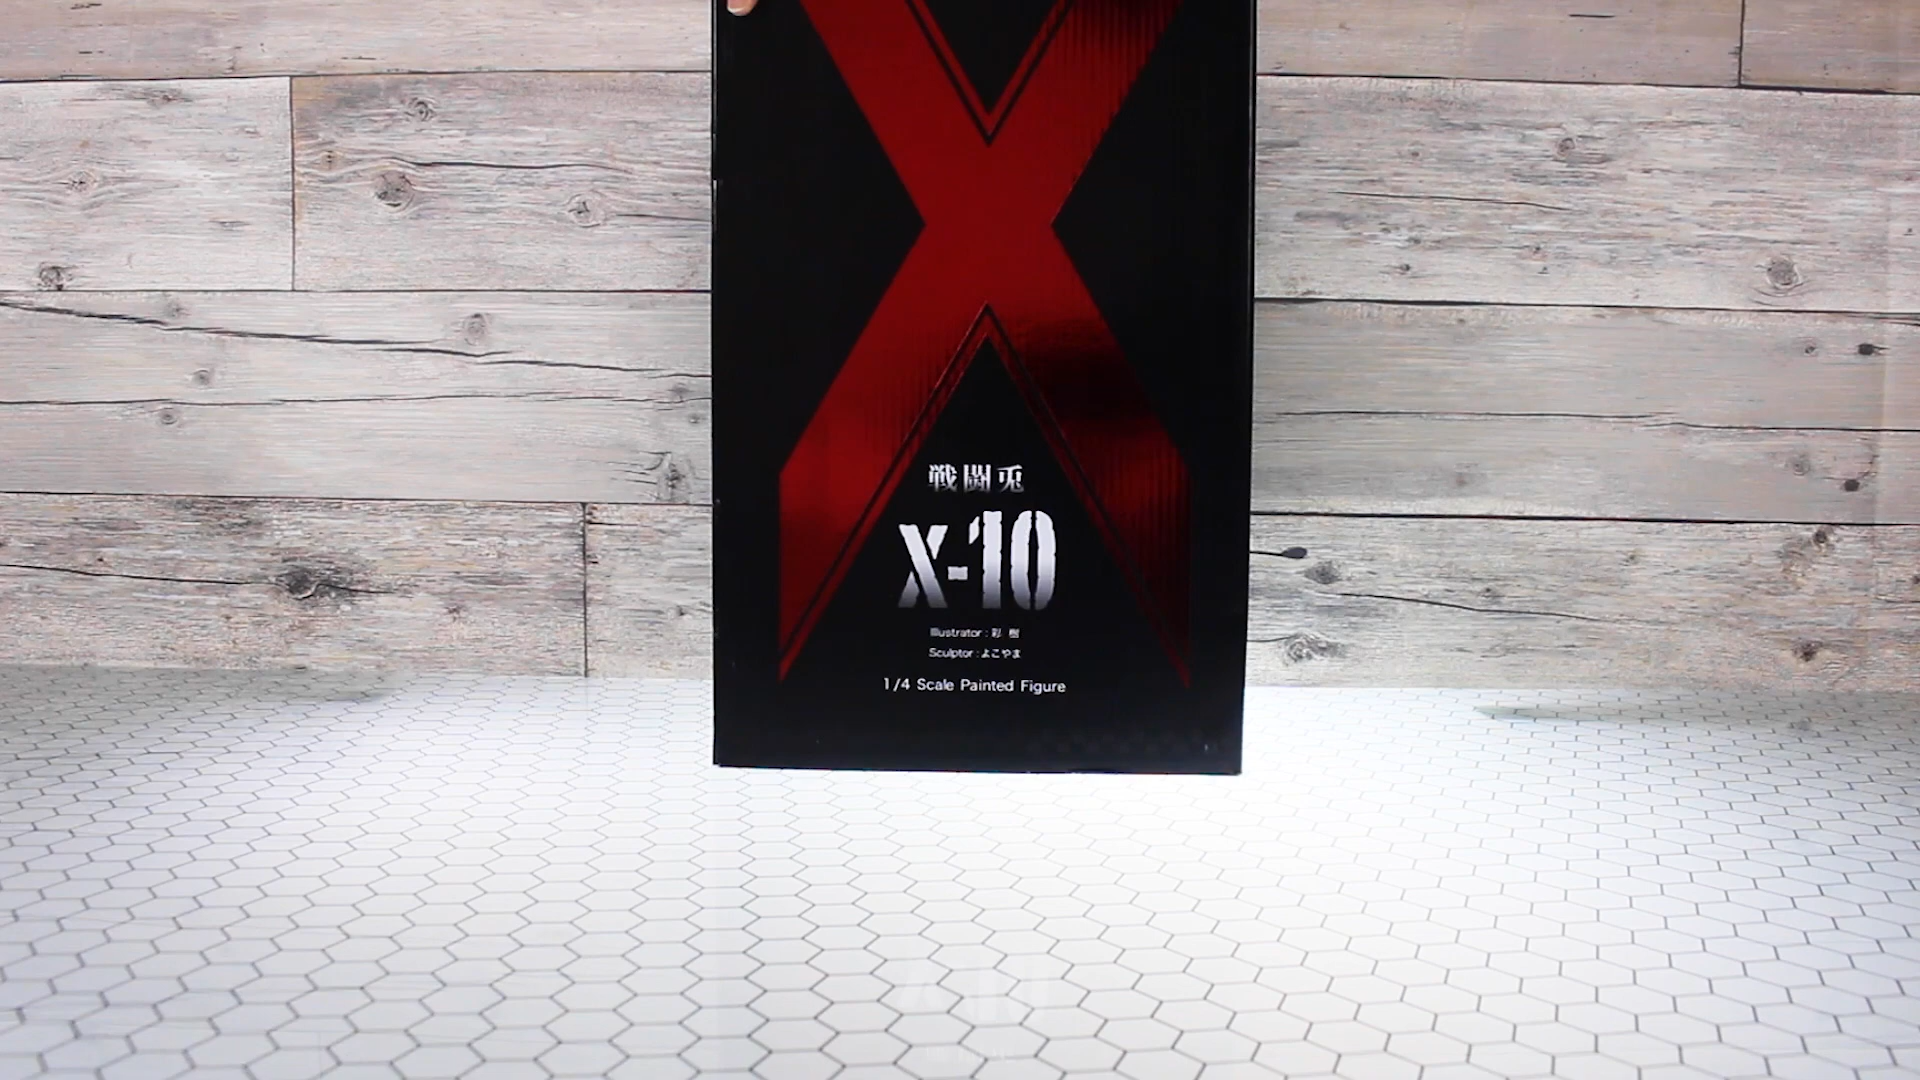 X
戦闘兎
X-10
Illustrator : 彩樹
Sculptor : よこやま
1/4 Scale Painted Figure